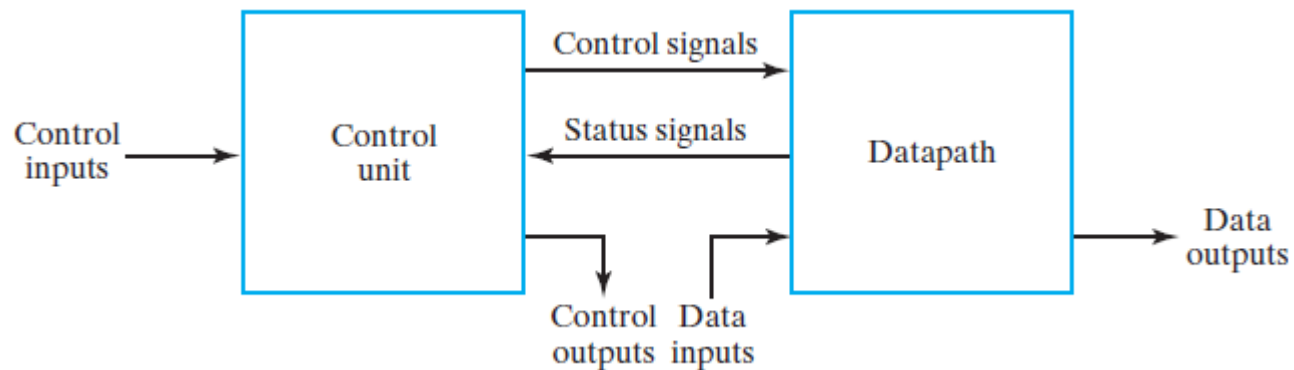 Control signals
Control
inputs
Control
unit
Status signals
Datapath
Data
outputs
Control
outputs
Data
inputs